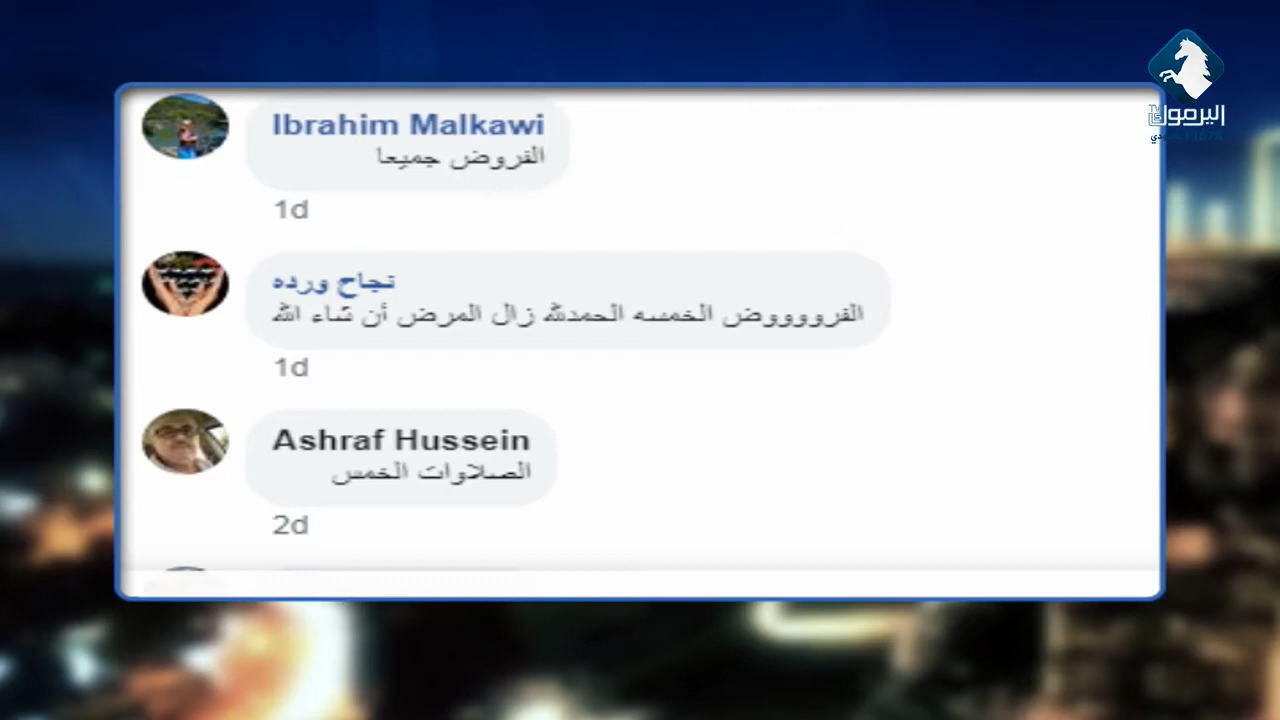 Ibrahim Malkawi
الفروض جميعا
1d
نجاح ورده
الفرووووض الخمسه الحمدلله زال المرض أن شاء الله
1d
Ashraf Hussein
الصلاوات الخمس
2d
اليرموك